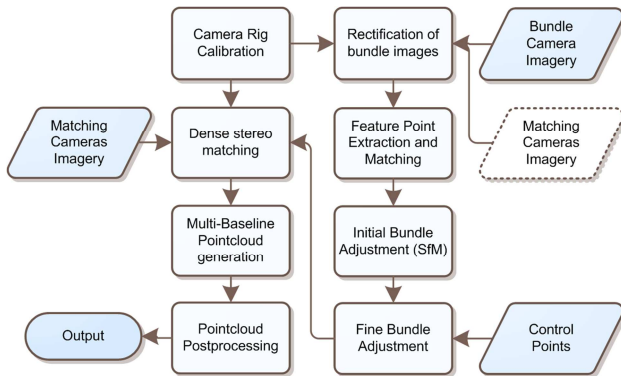 Camera Rig
Calibration
Rectification of
bundle images
Bundle
Camera
Imagery
Matching
Cameras
Imagery
Dense stereo
matching
Feature Point
Extraction and
Matching
Matching
Cameras
Imagery
Multi-Baseline
Pointcloud
generation
Initial Bundle
Adjustment (SfM)
Output
Pointcloud
Postprocessing
Fine Bundle
Adjustment
Control
Points